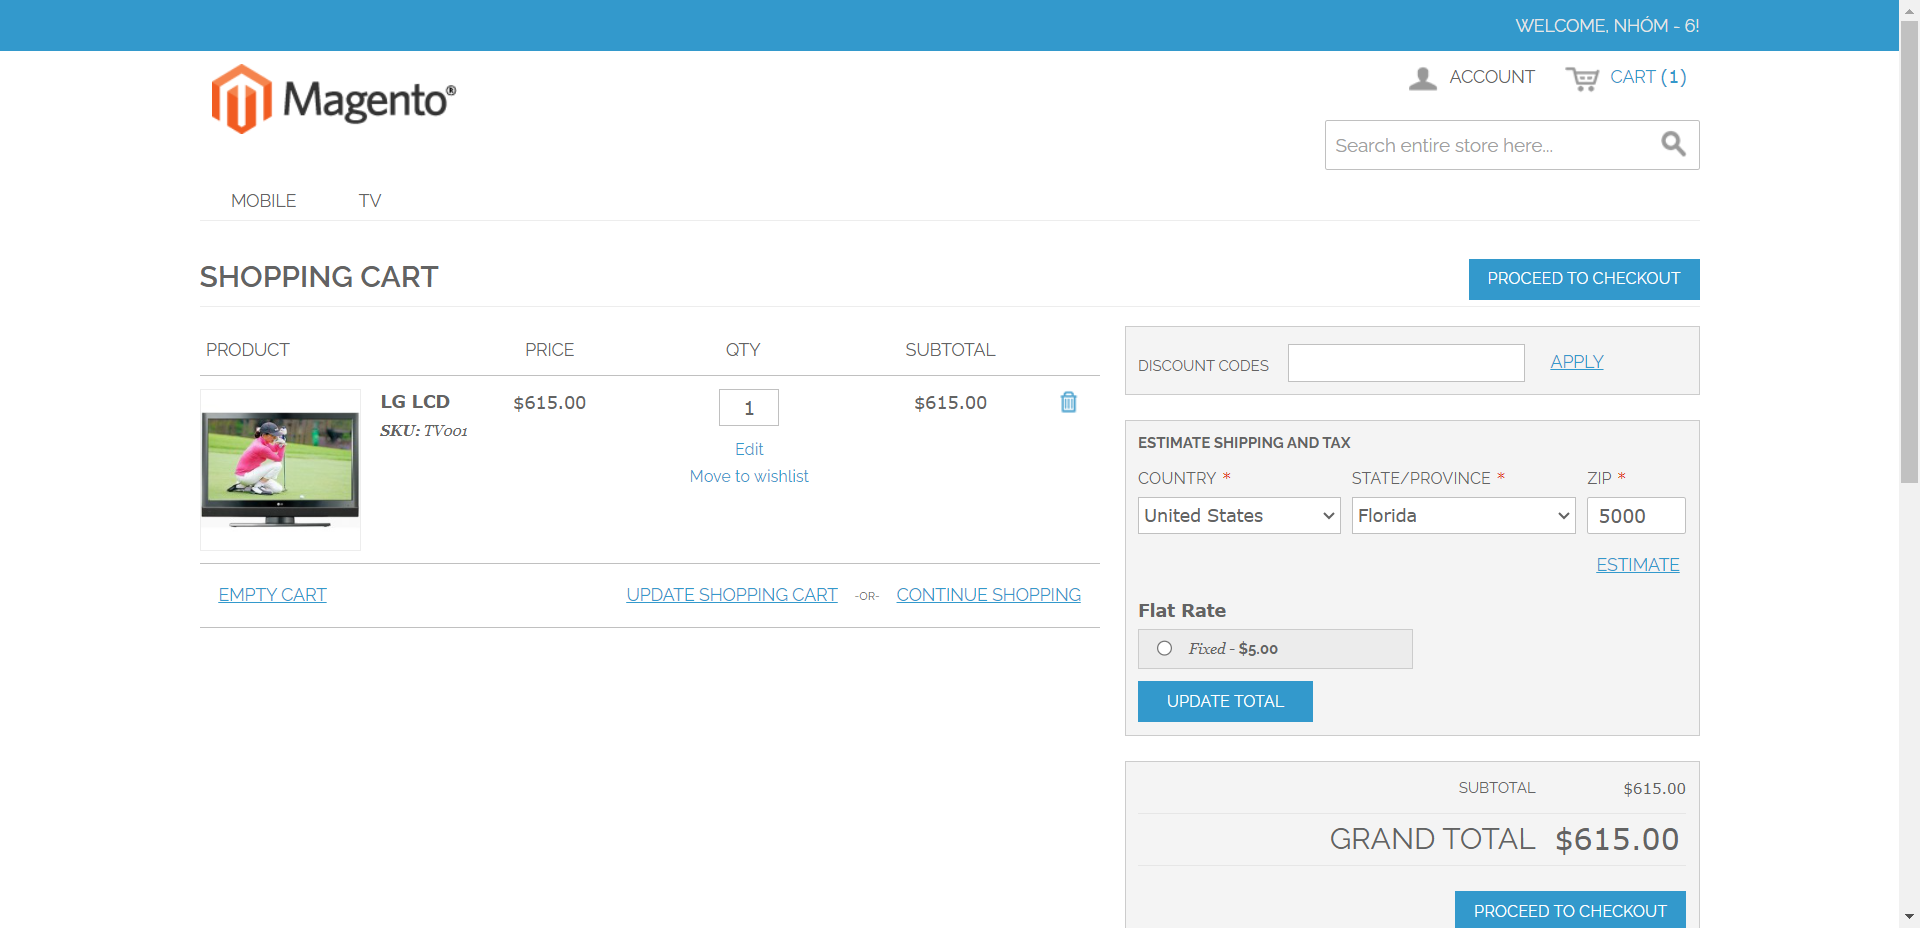 WELCOME, NHÓM - 6!
Magento®
ACCOUNT
CART (1)
Search entire store here...
MOBILE
TV
SHOPPING CART
PROCEED TO CHECKOUT
PRODUCT
PRICE
QTY
SUBTOTAL
LG LCD
$615.00
1
$615.00
SKU: TV001
Edit
Move to wishlist
EMPTY CART
UPDATE SHOPPING CART
-OR-
CONTINUE SHOPPING
DISCOUNT CODES
APPLY
ESTIMATE SHIPPING AND TAX
COUNTRY *
STATE/PROVINCE *
ZIP *
United States
Florida
5000
ESTIMATE
Flat Rate
Fixed - $5.00
UPDATE TOTAL
SUBTOTAL
$615.00
GRAND TOTAL
$615.00
PROCEED TO CHECKOUT